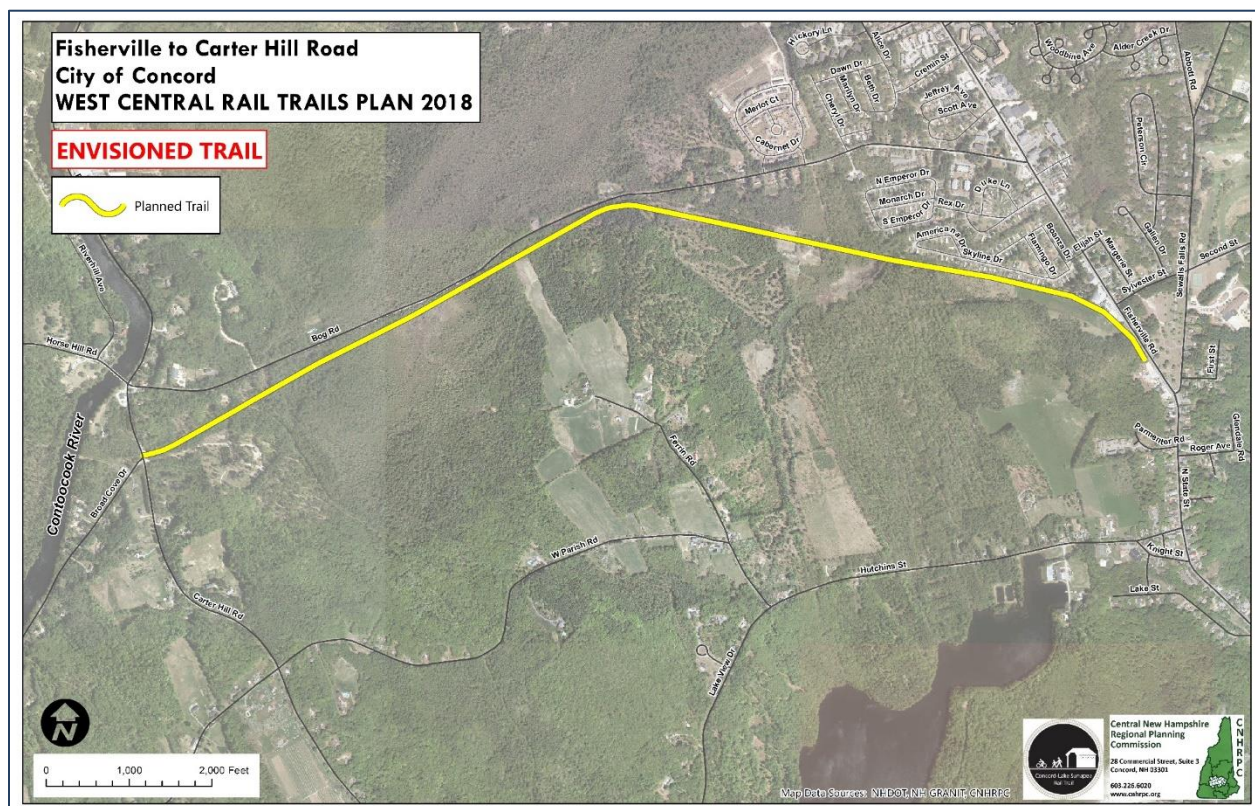 Fisherville to Carter Hill Road
City of Concord
WEST CENTRAL RAIL TRAILS PLAN 2018
ENVISIONED TRAIL
Planned Trail
Hickory Ln
Alice Dr
Dawn Dr
Beth Dr
Marilyn Dr
Cheryl Dr
Cremin St
Jeffrey Ave
Scott Ave
Merlot Ct
Cabernet Dr
Woodbine Ave
Alder Creek Dr
Abbott Rd
Peterson Cir
N Emperor Dr
Monarch Dr
S Emperor Dr
Rex Dr
Americana Dr
Skyline Dr
Flamingo Dr
Bonanza Dr
Elijah St
Margerie St
Sylvester St
Gallen Dr
Sewalls Falls Rd
Second St
Fisherville Rd
First St
Riverhill Ave
Horse Hill Rd
Bog Rd
Contoocook River
Broad Cove Dr
Carter Hill Rd
Ferrin Rd
W Parish Rd
Hutchins St
Lake View Dr
Parmenter Rd
Roger Ave
Glendale Rd
N State St
Knight St
Lake St
N
0 1,000 2,000 Feet
Map Data Sources: NHDOT, NH GRANIT, CNHRPC
Concord-Lake Sunapee
Rail Trail
Central New Hampshire
Regional Planning
Commission
28 Commercial Street, Suite 3
Concord, NH 03301
603.226.6020
www.cnhrpc.org
CNHRPC